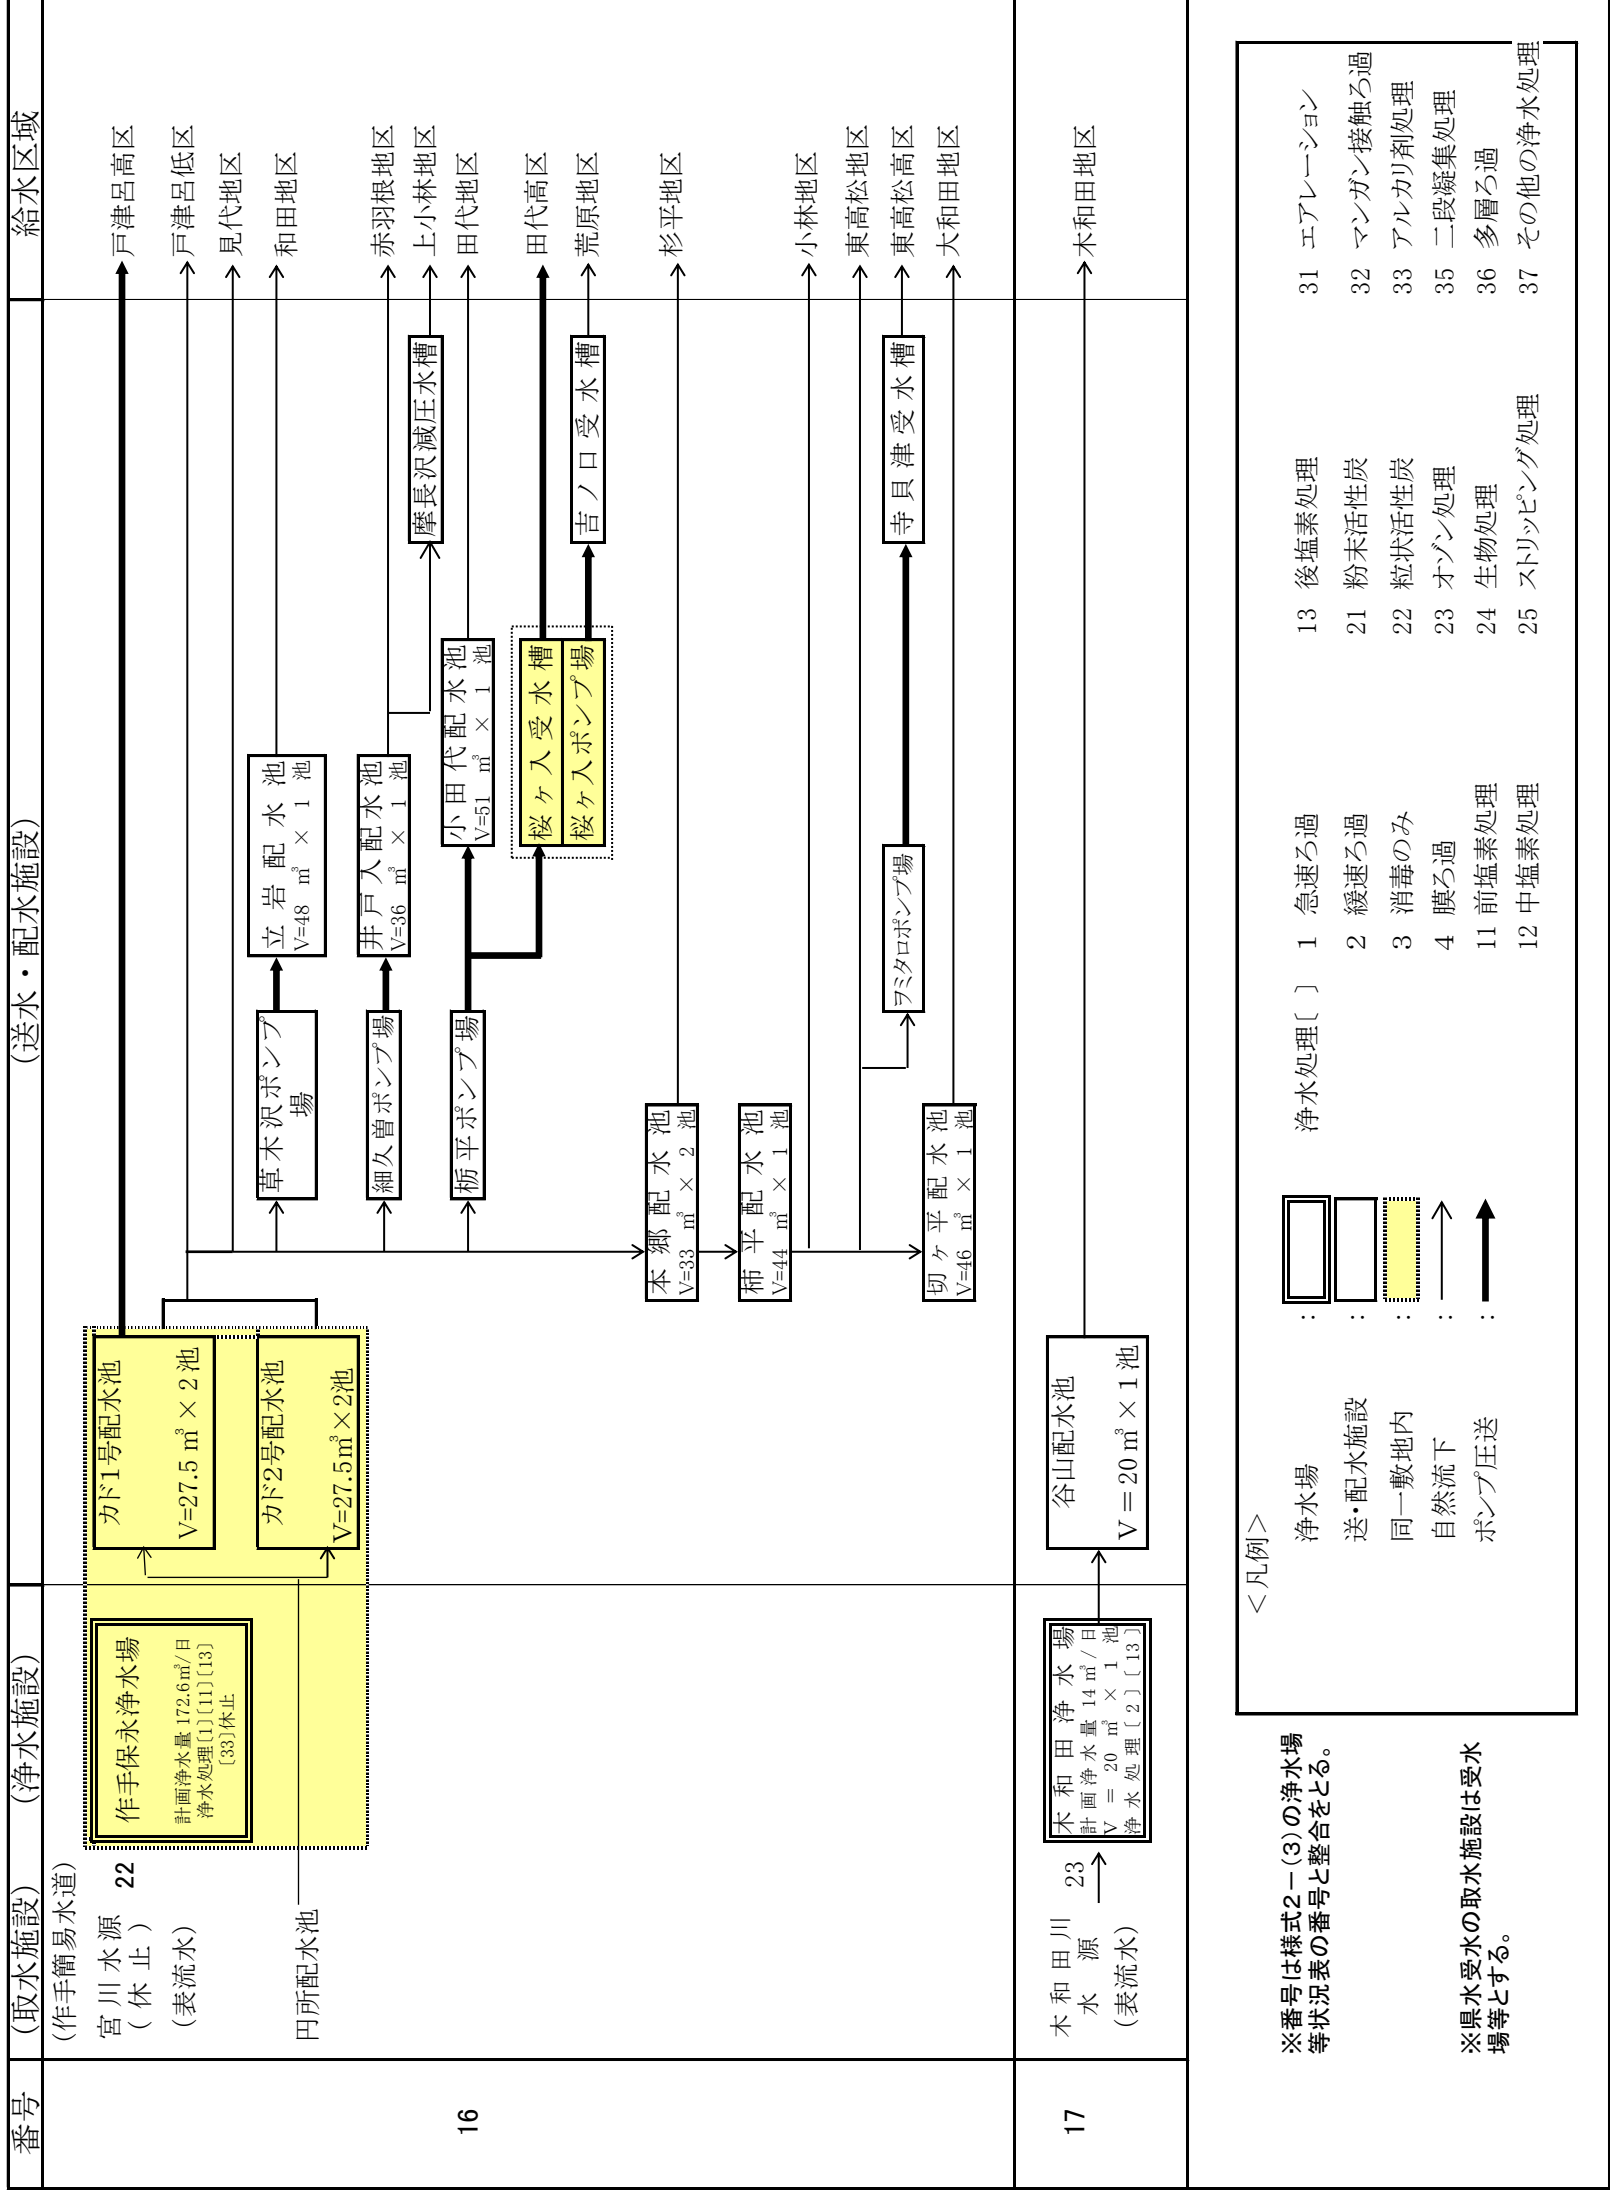 番号
(取水施設)
(浄水施設)
(送水・配水施設)
給水区域
16
(作手簡易水道)
宮川水源
(休止)
(表流水)
22
作手保永浄水場
計画浄水量 172.6㎥/日
浄水処理〔1〕〔11〕〔13〕
〔33〕休止
円所配水池
カド1号配水池
V=27.5 ㎥ × 2 池
カド2号配水池
V=27.5㎥×2池
戸津呂高区
戸津呂低区
見代地区
草木沢ポンプ
場
立岩配水池
V=48 ㎥ × 1 池
和田地区
細久曽ポンプ場
井戸入配水池
V=36 ㎥ × 1 池
赤羽根地区
摩長沢減圧水槽
上小林地区
栃平ポンプ場
小田代配水池
V=51 ㎥ × 1 池
田代地区
桜ヶ入受水槽
桜ヶ入ポンプ場
田代高区
吉ノ口受水槽
荒原地区
本郷配水池
V=33 ㎥ × 2 池
杉平地区
柿平配水池
V=44 ㎥ × 1 池
小林地区
東高松地区
ヲミタロポンプ場
寺貝津受水槽
東高松高区
切ヶ平配水池
V=46 ㎥ × 1 池
大和田地区
17
木和田川
水源
(表流水)
23
木和田浄水場
計画浄水量 14㎥/日
V = 20 ㎥ × 1 池
浄水処理〔2〕〔13〕
谷山配水池
V＝20㎥×1池
木和田地区
※番号は様式2－(3)の浄水場
等状況表の番号と整合をとる。
※県水受水の取水施設は受水
場等とする。
＜凡例＞
浄水場 :
送・配水施設 :
同一敷地内 :
自然流下 :
ポンプ圧送 :
浄水処理〔 〕
1 急速ろ過
2 緩速ろ過
3 消毒のみ
4 膜ろ過
11 前塩素処理
12 中塩素処理
13 後塩素処理
21 粉末活性炭
22 粒状活性炭
23 オゾン処理
24 生物処理
25 ストリッピング処理
31 エアレーション
32 マンガン接触ろ過
33 アルカリ剤処理
35 二段凝集処理
36 多層ろ過
37 その他の浄水処理